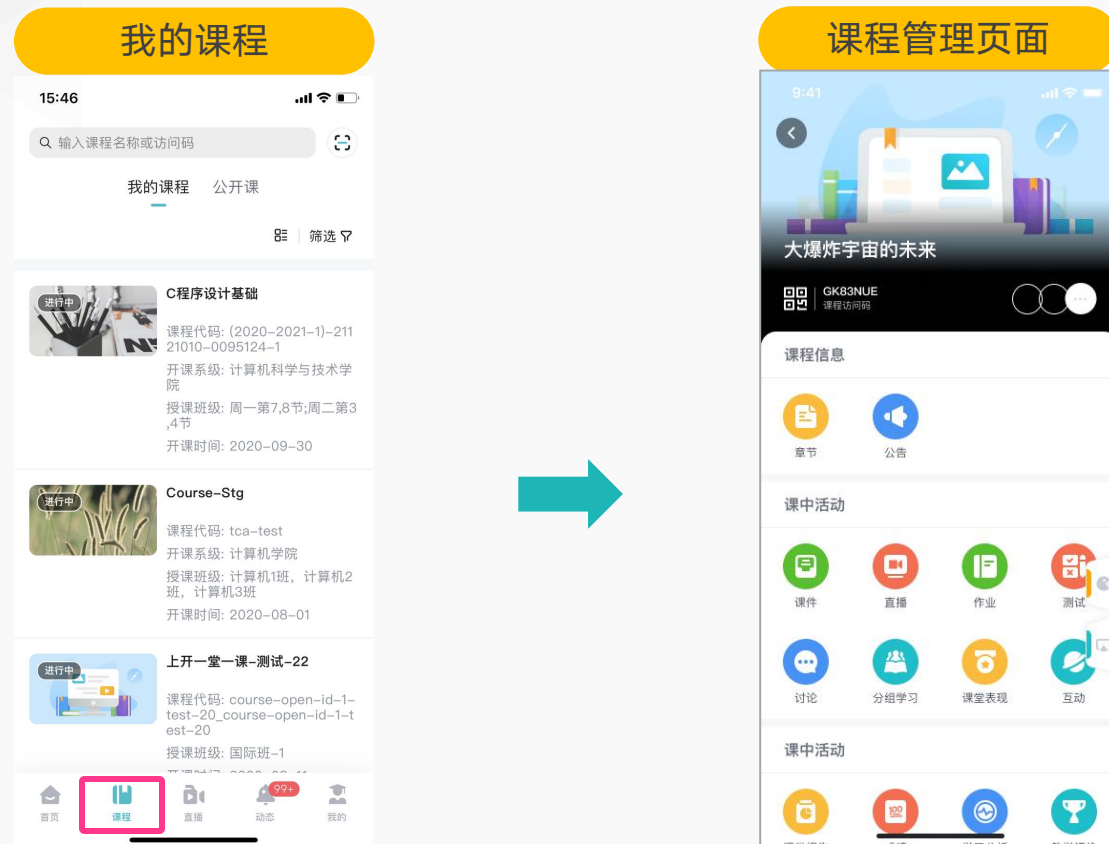 我的课程
15:46
输入课程名称或访问码
我的课程 公开课
筛选
进行中
C程序设计基础
课程代码: (2020-2021-1)-211
21010-0095124-1
开课系级: 计算机科学与技术学
院
授课班级: 周一第7,8节;周二第3
,4节
开课时间: 2020-09-30
进行中
Course-Stg
课程代码: tca-test
开课系级: 计算机学院
授课班级: 计算机1班，计算机2
班，计算机3班
开课时间: 2020-08-01
进行中
上开一堂一课-测试-22
课程代码: course-open-id-1-
test-20_course-open-id-1-t
est-20
授课班级: 国际班-1
99+
首页 课程 直播 动态 我的
课程管理页面
9:41
大爆炸宇宙的未来
GK83NUE
课程访问码
课程信息
章节 公告
课中活动
课件 直播 作业 测试
讨论 分组学习 课堂表现 互动
课中活动
100